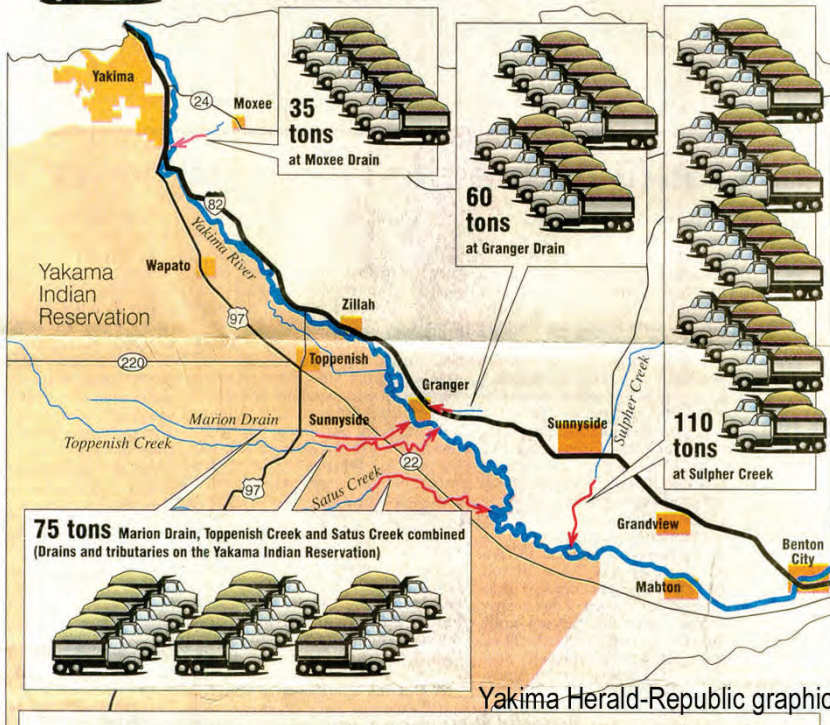 Yakima
24
Moxee
35
tons
at Moxee Drain
60
tons
at Granger Drain
110
tons
at Sulpher Creek
82
Yakima River
Wapato
Yakama
Indian
Reservation
97
Zillah
220
Toppenish
Granger
Marion Drain
Sunnyside
Toppenish Creek
Sunnyside
Sulpher Creek
22
97
Satus Creek
Grandview
Benton
City
Mabton
75 tons Marion Drain, Toppenish Creek and Satus Creek combined
(Drains and tributaries on the Yakama Indian Reservation)
Yakima Herald-Republic graphic